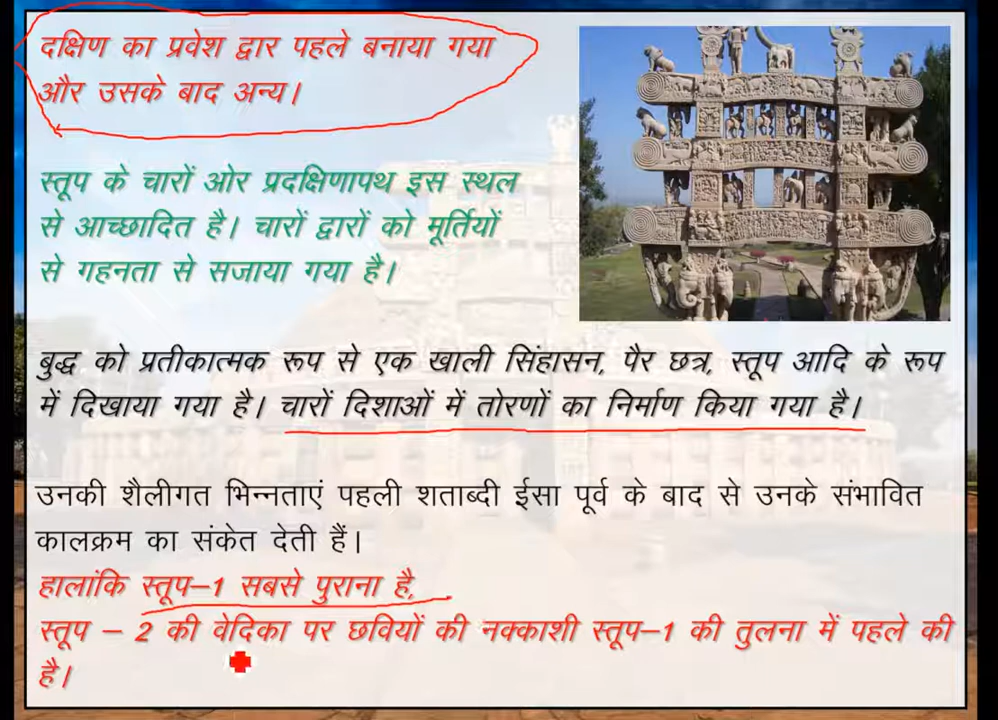 दक्षिण का प्रवेश द्वार पहले बनाया गया
और उसके बाद अन्य।
स्तूप के चारों ओर प्रदक्षिणापथ इस स्थल
से आच्छादित है। चारों द्वारों को मूर्तियों
से गहनता से सजाया गया है।
बुद्ध को प्रतीकात्मक रूप से एक खाली सिंहासन, पैर छत्र, स्तूप आदि के रूप
में दिखाया गया है। चारों दिशाओं में तोरणों का निर्माण किया गया है।
उनकी शैलीगत भिन्नताएं पहली शताब्दी ईसा पूर्व के बाद से उनके संभावित
कालक्रम का संकेत देती हैं।
हालांकि स्तूप–1 सबसे पुराना है,
स्तूप – 2 की वेदिका पर छवियों की नक्काशी स्तूप–1 की तुलना में पहले की
है।